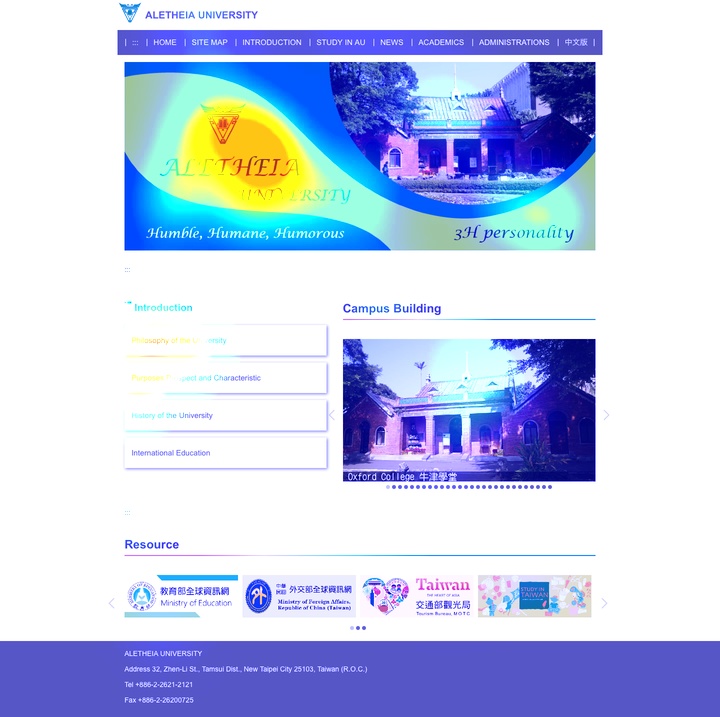 ALETHEIA UNIVERSITY
| ::: | HOME | SITE MAP | INTRODUCTION | STUDY IN AU | NEWS | ACADEMICS | ADMINISTRATIONS | 中文版 |
ALETHEIA
UNIVERSITY
Humble, Humane, Humorous
3H personality
:::
Introduction
Philosophy of the University
Purposes, Prospect and Characteristic
History of the University
International Education
Campus Building
Oxford College 牛津學堂
:::
Resource
教育部全球資訊網
Ministry of Education
中華民國 外交部全球資訊網
Ministry of Foreign Affairs,
Republic of China (Taiwan)
Taiwan
THE HEART OF ASIA
交通部觀光局
Tourism Bureau, M.O.T.C.
STUDY IN
TAIWAN
ALETHEIA UNIVERSITY
Address 32, Zhen-Li St., Tamsui Dist., New Taipei City 25103, Taiwan (R.O.C.)
Tel +886-2-2621-2121
Fax +886-2-26200725